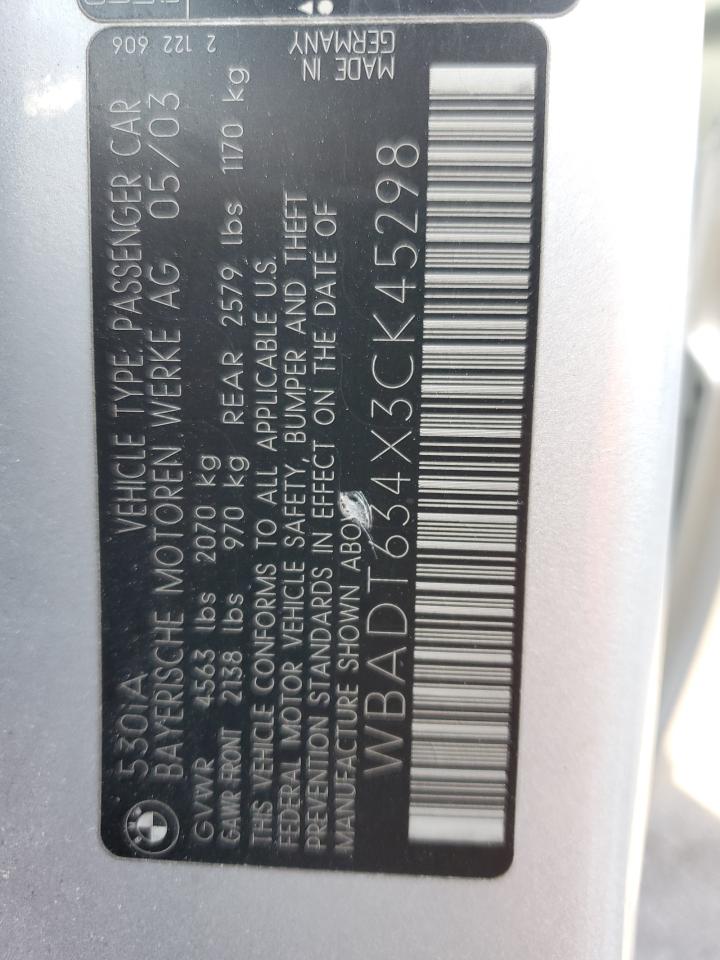 530iA VEHICLE TYPE: PASSENGER CAR
BAYERISCHE MOTOREN WERKE AG 05/03
GVWR 4563 lbs 2070 kg
GAWR FRONT 2138 lbs 970 kg REAR 2579 lbs 1170 kg
THIS VEHICLE CONFORMS TO ALL APPLICABLE U.S.
FEDERAL MOTOR VEHICLE SAFETY, BUMPER AND THEFT
PREVENTION STANDARDS IN EFFECT ON THE DATE OF
MANUFACTURE SHOWN
WBADT634X3CK45298
2 122 606
MADE IN
GERMANY